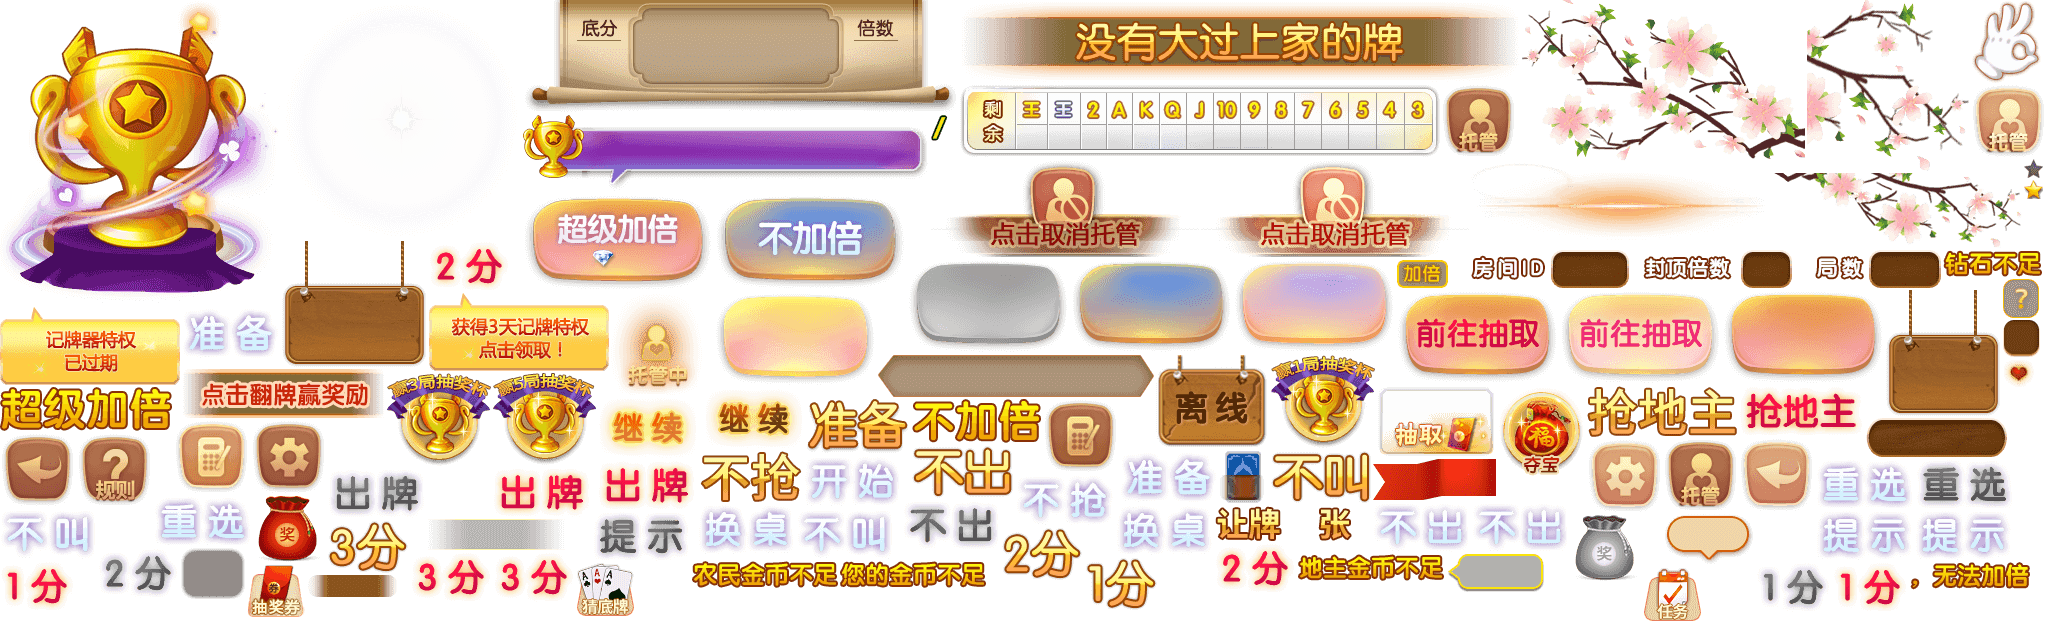 底分
倍数
没有大过上家的牌
剩余
王 王 2 A K Q J 10 9 8 7 6 5 4 3
托管
托管
超级加倍
不加倍
点击取消托管
点击取消托管
2 分
加倍
房间ID
封顶倍数
局数
钻石不足
?
记牌器特权
已过期
准 备
获得3天记牌特权
点击领取！
托管中
前往抽取
前往抽取
超级加倍
点击翻牌赢奖励
赢3局抽奖杯
赢5局抽奖杯
继 续
继 续
准备
不加倍
离 线
赢1局抽奖杯
抽取
福
夺宝
抢地主
抢地主
?
规则
出 牌
出 牌
出 牌
不抢
开 始
不出
不 抢
准 备
不叫
托管
重 选
重 选
不 叫
重 选
奖
3分
提 示
换 桌
不 叫
不 出
换 桌
让牌
张
不 出
不 出
奖
提 示
提 示
1 分
2 分
券
抽奖券
3 分
3 分
A A A
猜底牌
农民金币不足
您的金币不足
2分
1分
2 分
地主金币不足
任务
1 分
1 分
，无法加倍